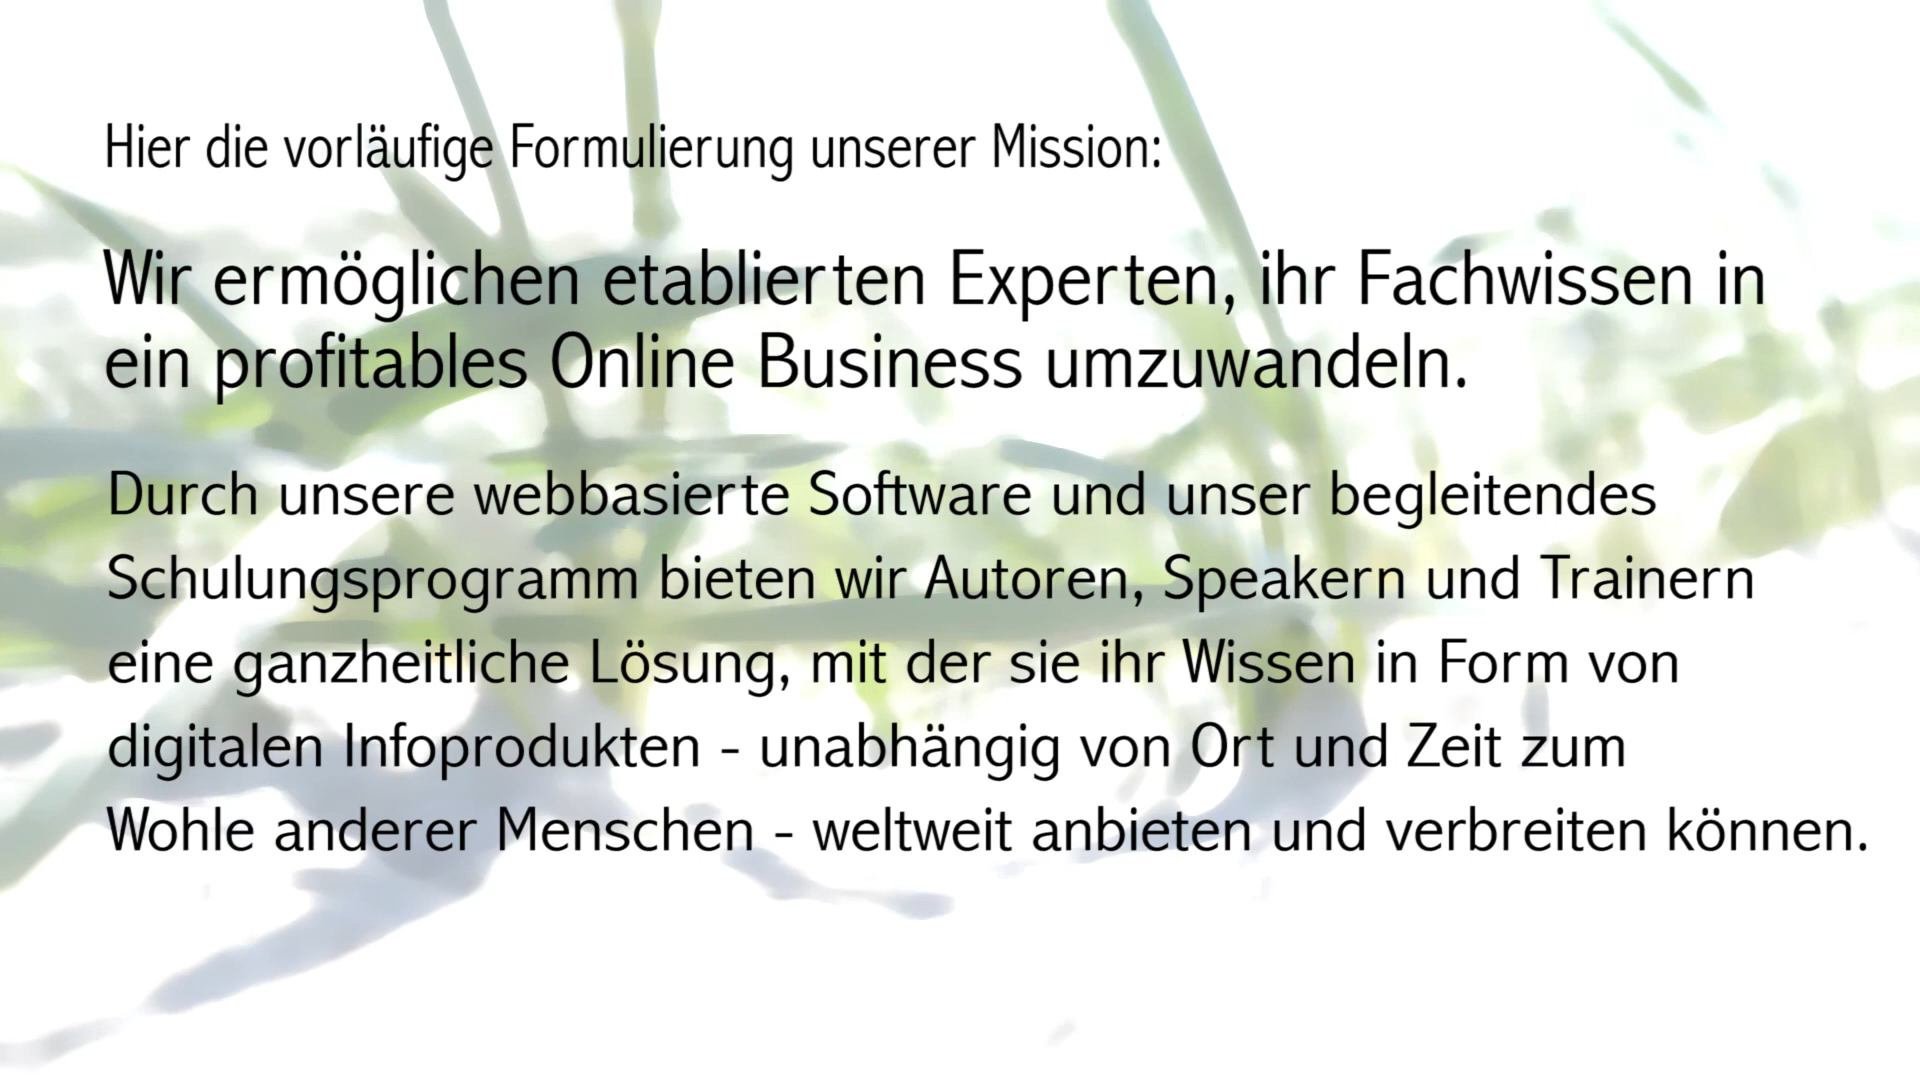 Hier die vorläufige Formulierung unserer Mission:
Wir ermöglichen etablierten Experten, ihr Fachwissen in
ein profitables Online Business umzuwandeln.
Durch unsere webbasierte Software und unser begleitendes
Schulungsprogramm bieten wir Autoren, Speakern und Trainern
eine ganzheitliche Lösung, mit der sie ihr Wissen in Form von
digitalen Infoprodukten - unabhängig von Ort und Zeit zum
Wohle anderer Menschen - weltweit anbieten und verbreiten können.